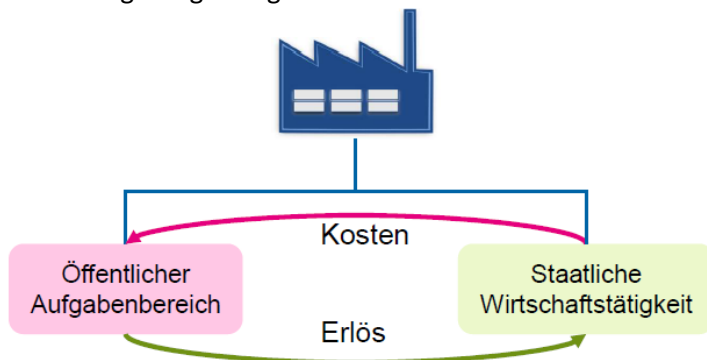 Kosten
Öffentlicher
Aufgabenbereich
Staatliche
Wirtschaftstätigkeit
Erlös